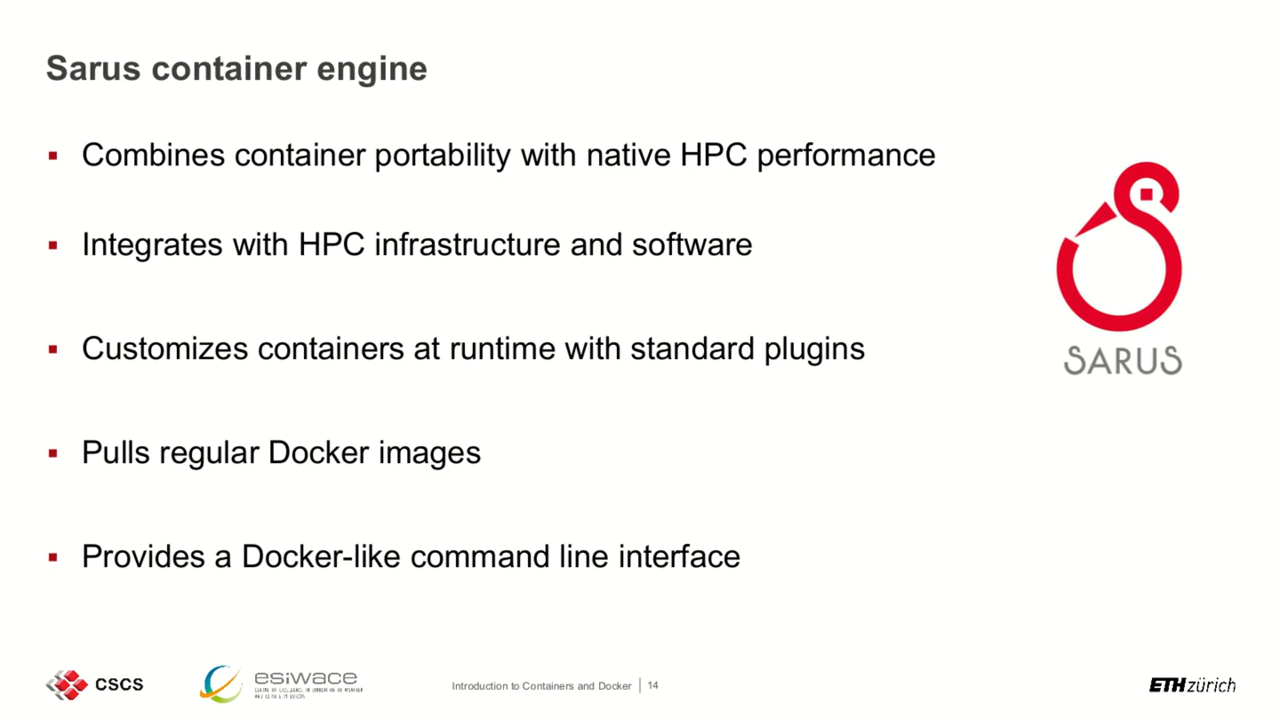 Sarus container engine
▪ Combines container portability with native HPC performance
▪ Integrates with HPC infrastructure and software
▪ Customizes containers at runtime with standard plugins
▪ Pulls regular Docker images
▪ Provides a Docker-like command line interface
SARUS
CSCS
esiwace
Introduction to Containers and Docker | 14
ETH zürich